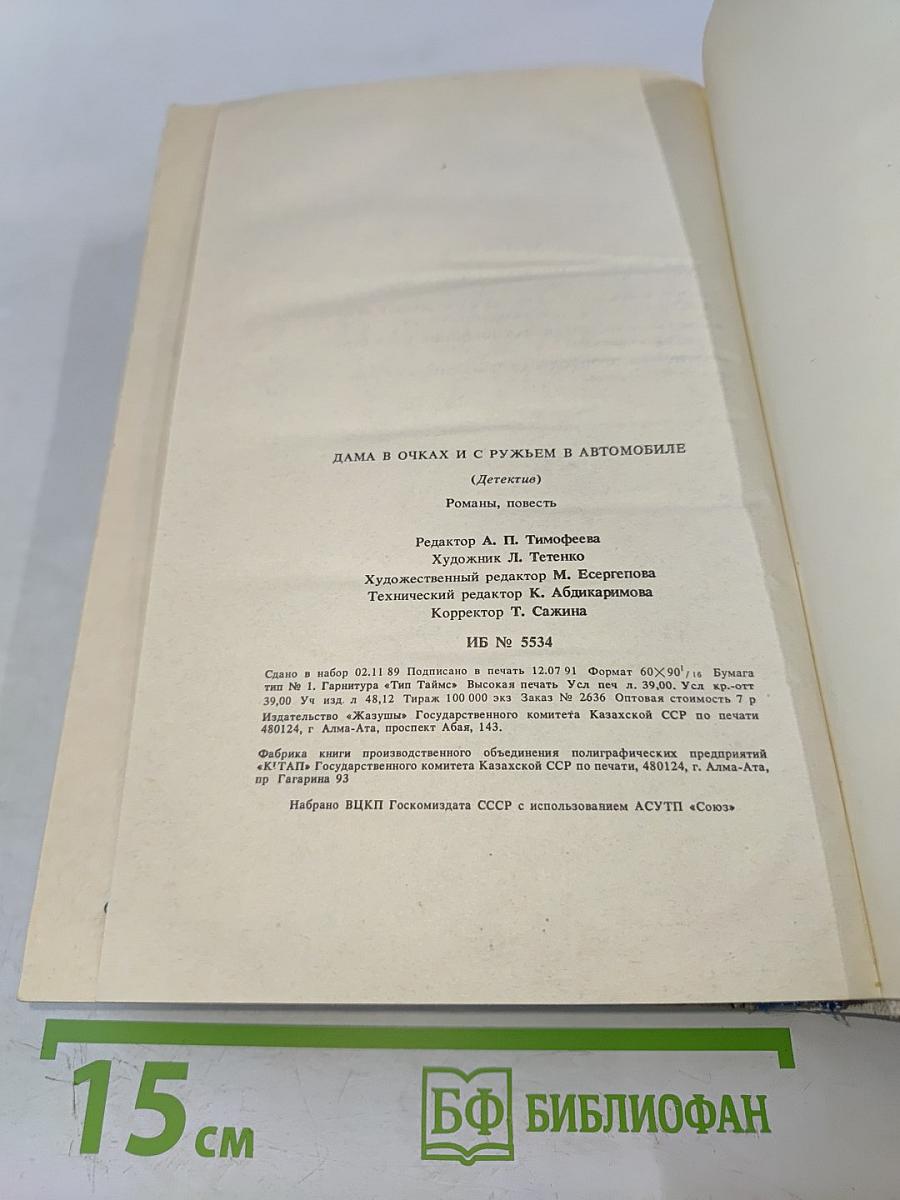 ДАМА В ОЧКАХ И С РУЖЬЕМ В АВТОМОБИЛЕ
(Детектив)
Романы, повесть
Редактор А. П. Тимофеева
Художник Л. Тетенко
Художественный редактор М. Есергепова
Технический редактор К. Абдикаримова
Корректор Т. Сажина
ИБ № 5534
Сдано в набор 02.11 89 Подписано в печать 12.07 91 Формат 60×90¹/₁₆ Бумага
тип № 1. Гарнитура «Тип Таймс» Высокая печать Усл печ л. 39,00. Усл кр.-отт
39,00 Уч изд. л 48,12 Тираж 100 000 экз Заказ № 2636 Оптовая стоимость 7 р
Издательство «Жазушы» Государственного комитета Казахской ССР по печати
480124, г Алма-Ата, проспект Абая, 143.
Фабрика книги производственного объединения полиграфических предприятий
«КІТАП» Государственного комитета Казахской ССР по печати, 480124, г. Алма-Ата,
пр Гагарина 93
Набрано ВЦКП Госкомиздата СССР с использованием АСУТП «Союз»
15 см
БФ БИБЛИОФАН